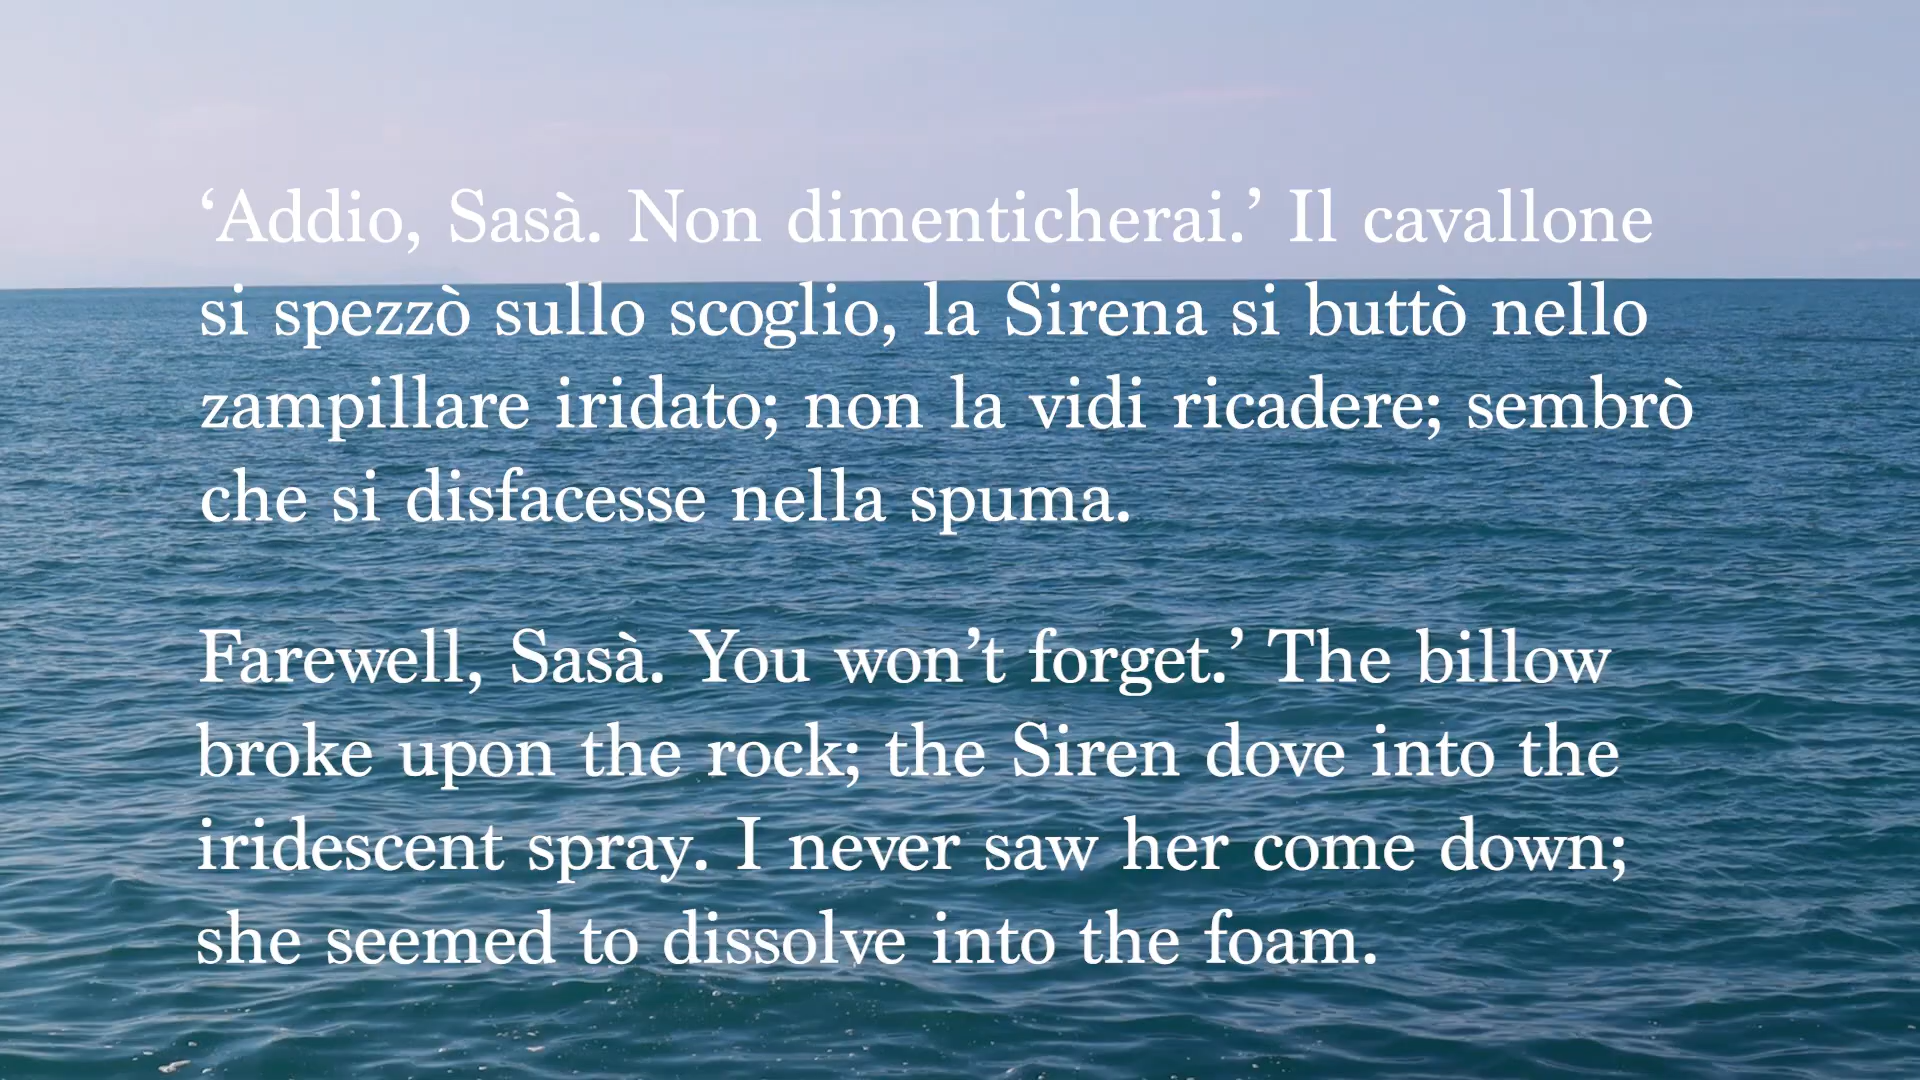 ‘Addio, Sasà. Non dimenticherai.’ Il cavallone
si spezzò sullo scoglio, la Sirena si buttò nello
zampillare iridato; non la vidi ricadere; sembrò
che si disfacesse nella spuma.
Farewell, Sasà. You won’t forget.’ The billow
broke upon the rock; the Siren dove into the
iridescent spray. I never saw her come down;
she seemed to dissolve into the foam.